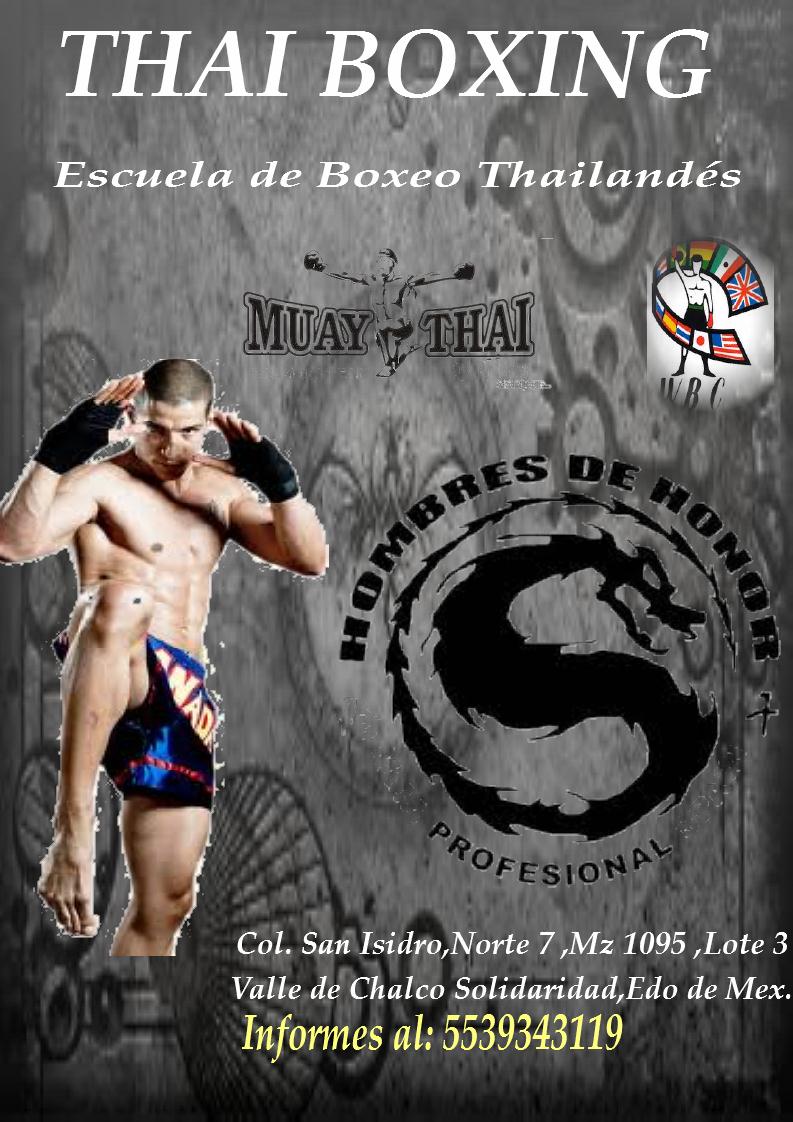 THAI BOXING
Escuela de Boxeo Thailandés
MUAY THAI
WBC
HOMBRES DE HONOR
PROFESIONAL
Col. San Isidro,Norte 7 ,Mz 1095 ,Lote 3
Valle de Chalco Solidaridad,Edo de Mex.
Informes al: 5539343119